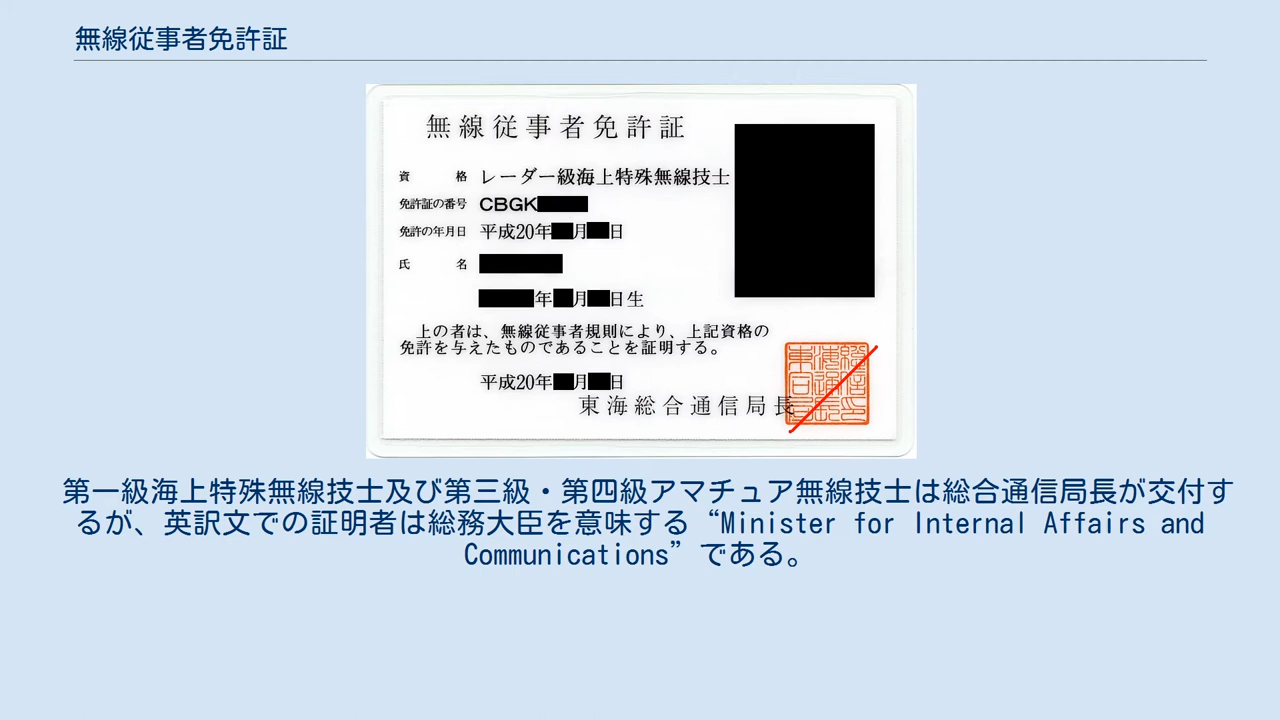 無線従事者免許証
無線従事者免許証
資格 レーダー級海上特殊無線技士
免許証の番号 CBGK
免許の年月日 平成20年 月 日
氏名
年 月 日生
上の者は、無線従事者規則により、上記資格の
免許を与えたものであることを証明する。
平成20年 月 日
東海総合通信局長
第一級海上特殊無線技士及び第三級・第四級アマチュア無線技士は総合通信局長が交付す
るが、英訳文での証明者は総務大臣を意味する“Minister for Internal Affairs and
Communications”である。